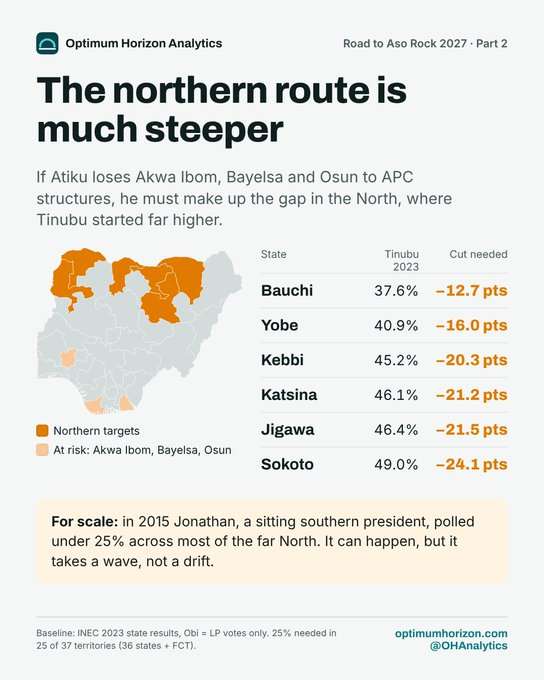 Optimum Horizon Analytics
Road to Aso Rock 2027 · Part 2
The northern route is
much steeper
If Atiku loses Akwa Ibom, Bayelsa and Osun to APC
structures, he must make up the gap in the North, where
Tinubu started far higher.
State Tinubu 2023 Cut needed
Bauchi 37.6% −12.7 pts
Yobe 40.9% −16.0 pts
Kebbi 45.2% −20.3 pts
Katsina 46.1% −21.2 pts
Jigawa 46.4% −21.5 pts
Sokoto 49.0% −24.1 pts
Northern targets
At risk: Akwa Ibom, Bayelsa, Osun
For scale: in 2015 Jonathan, a sitting southern president, polled
under 25% across most of the far North. It can happen, but it
takes a wave, not a drift.
Baseline: INEC 2023 state results, Obi = LP votes only. 25% needed in
25 of 37 territories (36 states + FCT).
optimumhorizon.com
@OHAnalytics